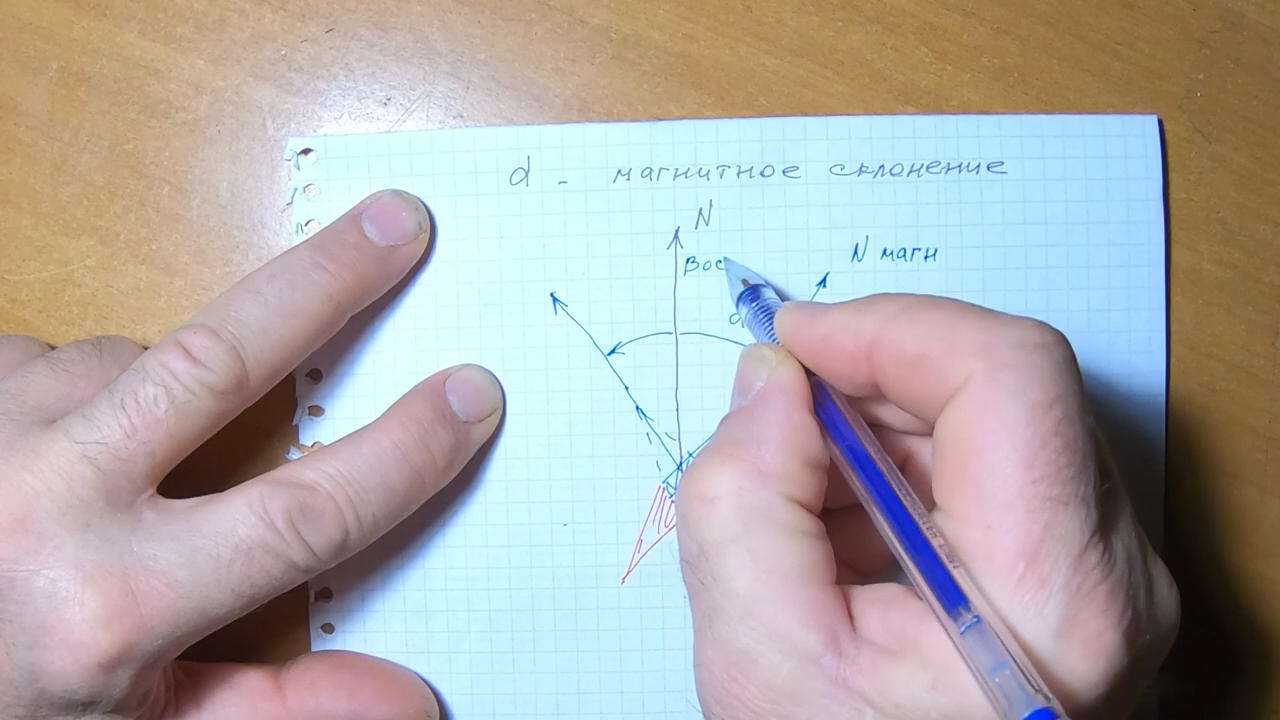 d - магнитное склонение
N
N магн
Вос
d